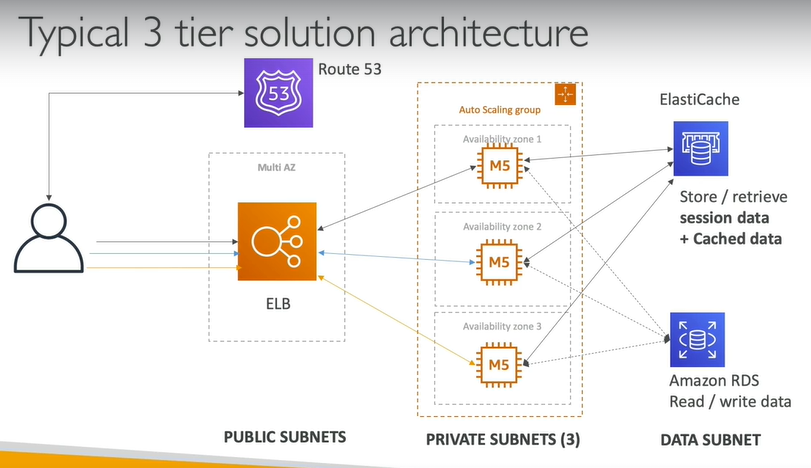 Typical 3 tier solution architecture
Route 53
53
Multi AZ
ELB
Auto Scaling group
Availability zone 1
M5
Availability zone 2
M5
Availability zone 3
M5
ElastiCache
Store / retrieve
session data
+ Cached data
Amazon RDS
Read / write data
PUBLIC SUBNETS
PRIVATE SUBNETS (3)
DATA SUBNET